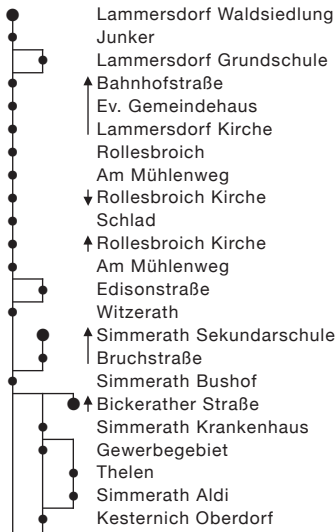 Lammersdorf Waldsiedlung
Junker
Lammersdorf Grundschule
Bahnhofstraße
Ev. Gemeindehaus
Lammersdorf Kirche
Rollesbroich
Am Mühlenweg
Rollesbroich Kirche
Schlad
Rollesbroich Kirche
Am Mühlenweg
Edisonstraße
Witzerath
Simmerath Sekundarschule
Bruchstraße
Simmerath Bushof
Bickerather Straße
Simmerath Krankenhaus
Gewerbegebiet
Thelen
Simmerath Aldi
Kesternich Oberdorf